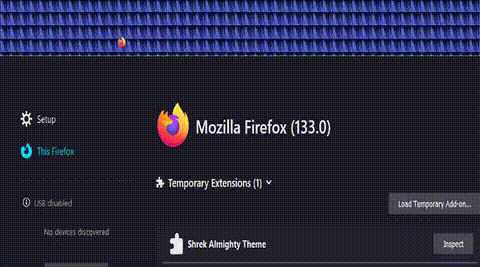 Setup
Mozilla Firefox (133.0)
This Firefox
Temporary Extensions (1)
USB disabled
Load Temporary Add-on...
No devices discovered
Shrek Almighty Theme
Inspect